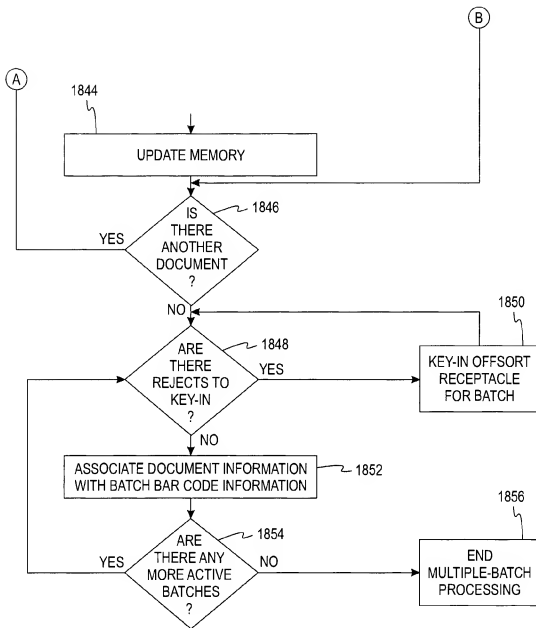 B
A
1844
UPDATE MEMORY
IS
THERE
ANOTHER
DOCUMENT
?
1846
YES
NO
ARE
THERE
REJECTS TO
KEY-IN
?
1848
YES
1850
KEY-IN OFFSORT
RECEPTACLE
FOR BATCH
NO
ASSOCIATE DOCUMENT INFORMATION
WITH BATCH BAR CODE INFORMATION
1852
ARE
THERE ANY
MORE ACTIVE
BATCHES
?
1854
YES
NO
1856
END
MULTIPLE-BATCH
PROCESSING